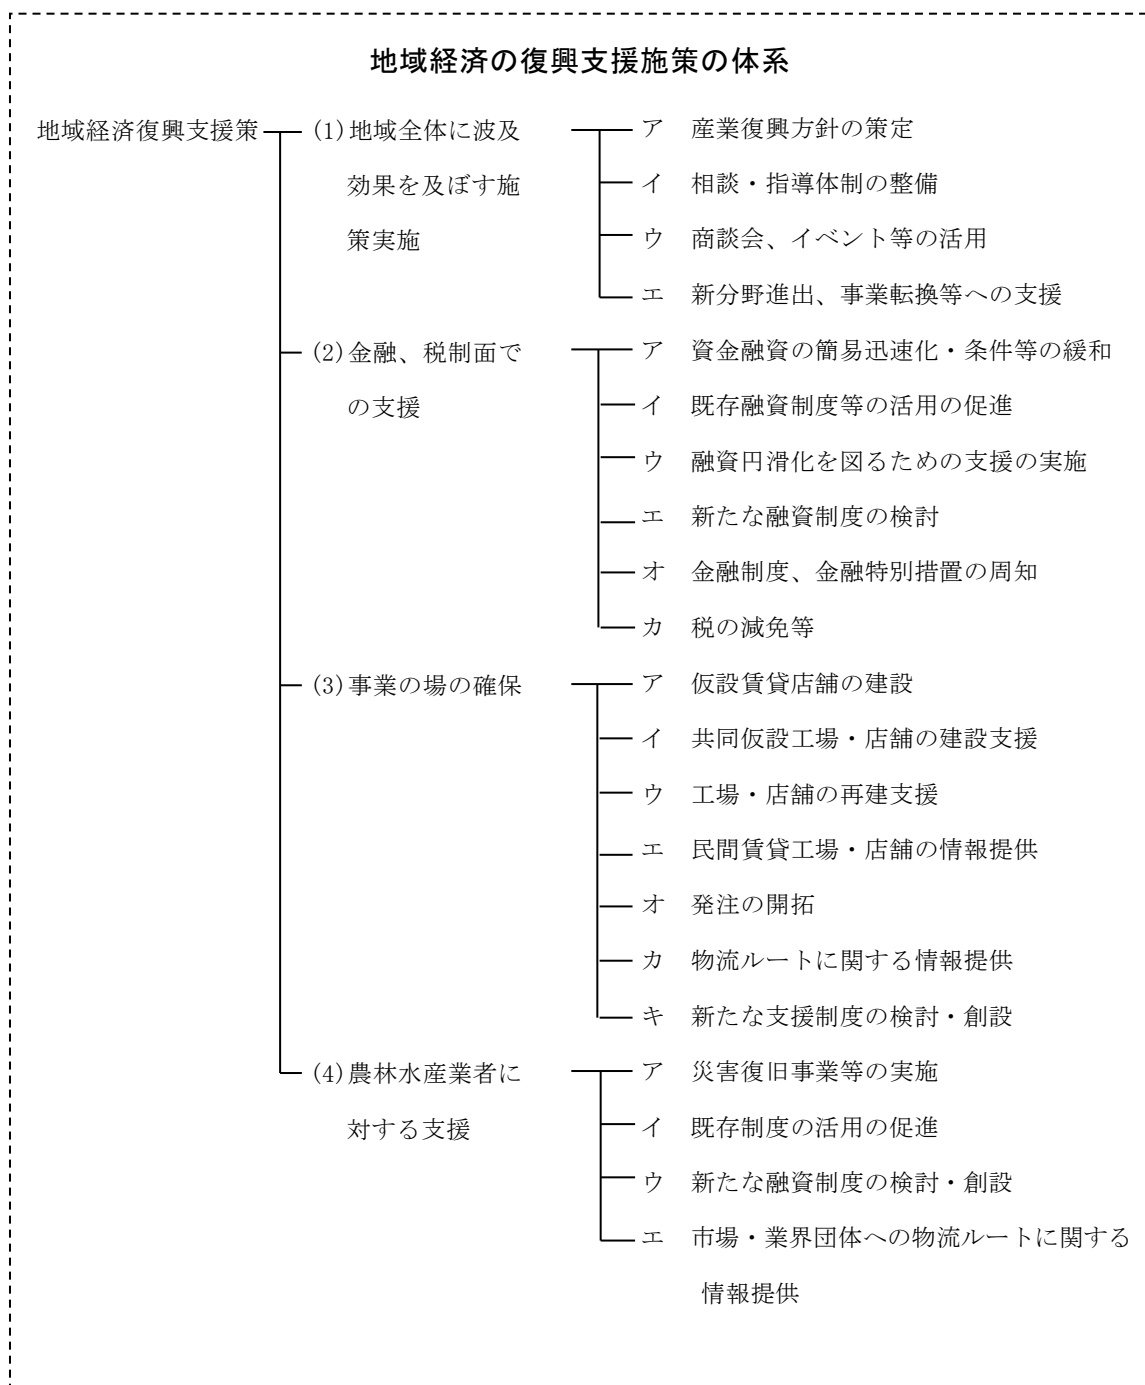 地域経済の復興支援施策の体系
地域経済復興支援策
(1)地域全体に波及
効果を及ぼす施
策実施
ア 産業復興方針の策定
イ 相談・指導体制の整備
ウ 商談会、イベント等の活用
エ 新分野進出、事業転換等への支援
(2)金融、税制面で
の支援
ア 資金融資の簡易迅速化・条件等の緩和
イ 既存融資制度等の活用の促進
ウ 融資円滑化を図るための支援の実施
エ 新たな融資制度の検討
オ 金融制度、金融特別措置の周知
カ 税の減免等
(3)事業の場の確保
ア 仮設賃貸店舗の建設
イ 共同仮設工場・店舗の建設支援
ウ 工場・店舗の再建支援
エ 民間賃貸工場・店舗の情報提供
オ 発注の開拓
カ 物流ルートに関する情報提供
キ 新たな支援制度の検討・創設
(4)農林水産業者に
対する支援
ア 災害復旧事業等の実施
イ 既存制度の活用の促進
ウ 新たな融資制度の検討・創設
エ 市場・業界団体への物流ルートに関する
情報提供